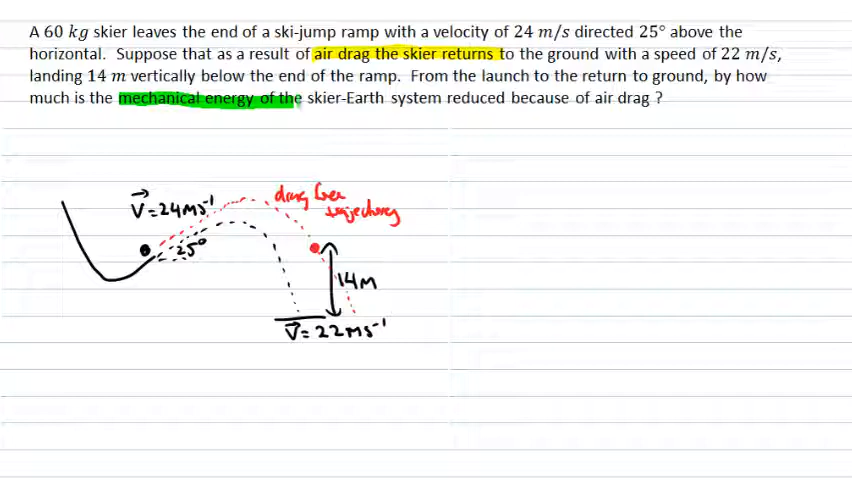 A 60 kg skier leaves the end of a ski-jump ramp with a velocity of 24 m/s directed 25° above the
horizontal. Suppose that as a result of air drag the skier returns to the ground with a speed of 22 m/s,
landing 14 m vertically below the end of the ramp. From the launch to the return to ground, by how
much is the mechanical energy of the skier-Earth system reduced because of air drag ?
drag free
trajectory
V⃗=24ms⁻¹
25°
14M
V⃗= 22ms⁻¹